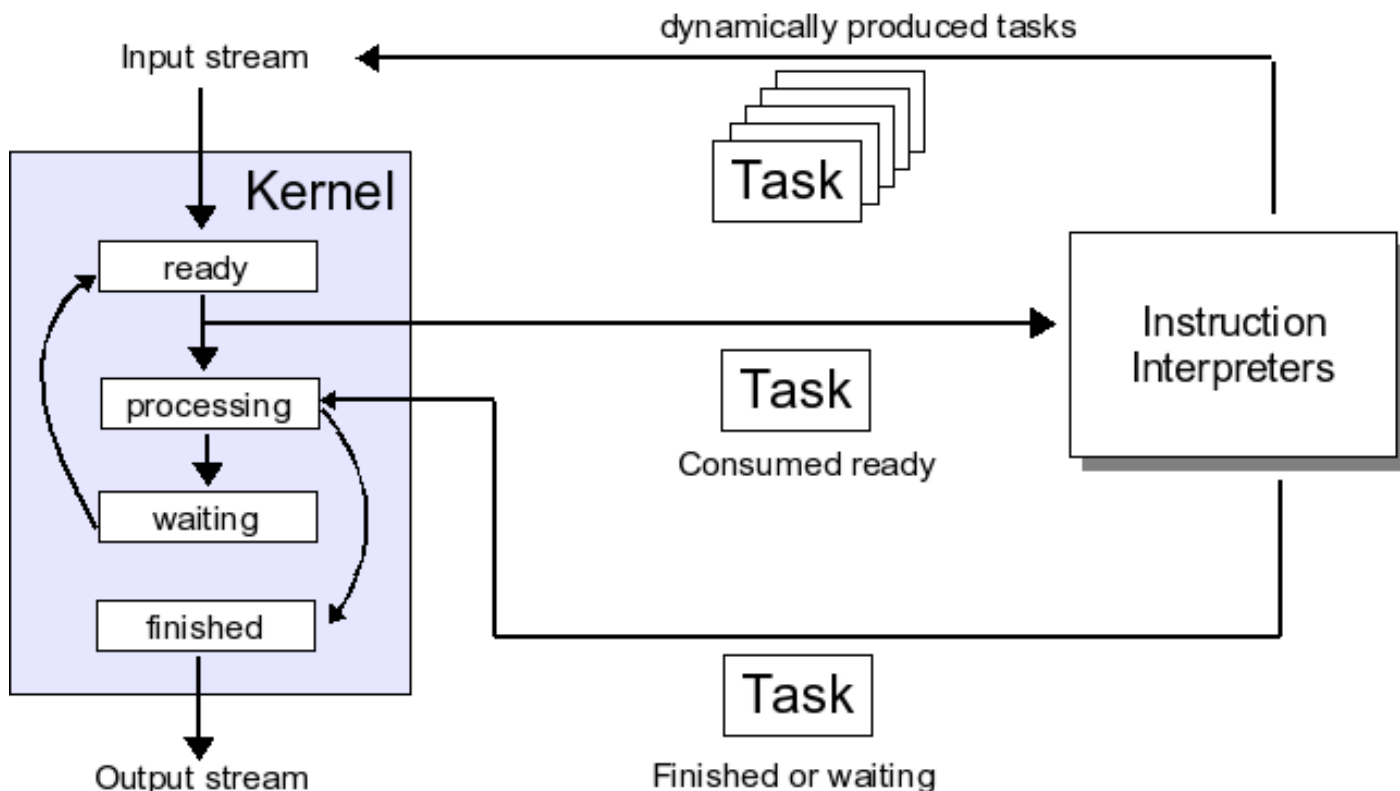 dynamically produced tasks
Input stream
Task
Kernel
ready
Instruction
Interpreters
Task
processing
Consumed ready
waiting
finished
Task
Output stream
Finished or waiting